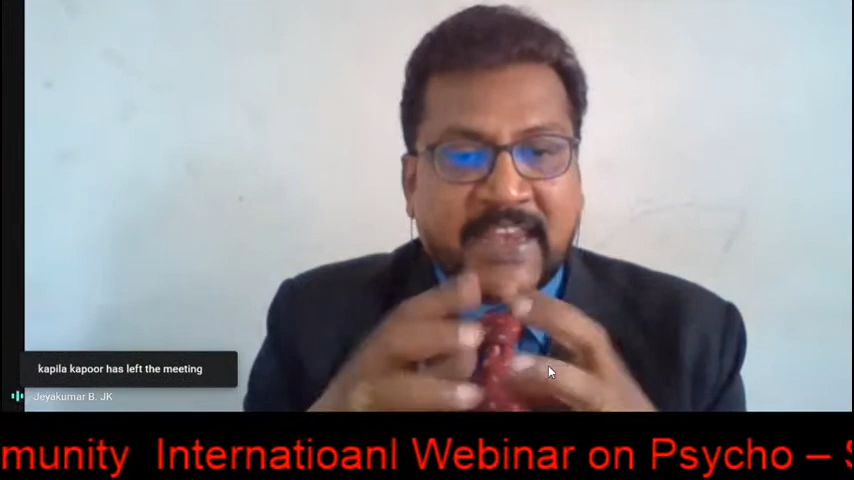 kapila kapoor has left the meeting
Jeyakumar B. JK
munity Internatioanl Webinar on Psycho – S